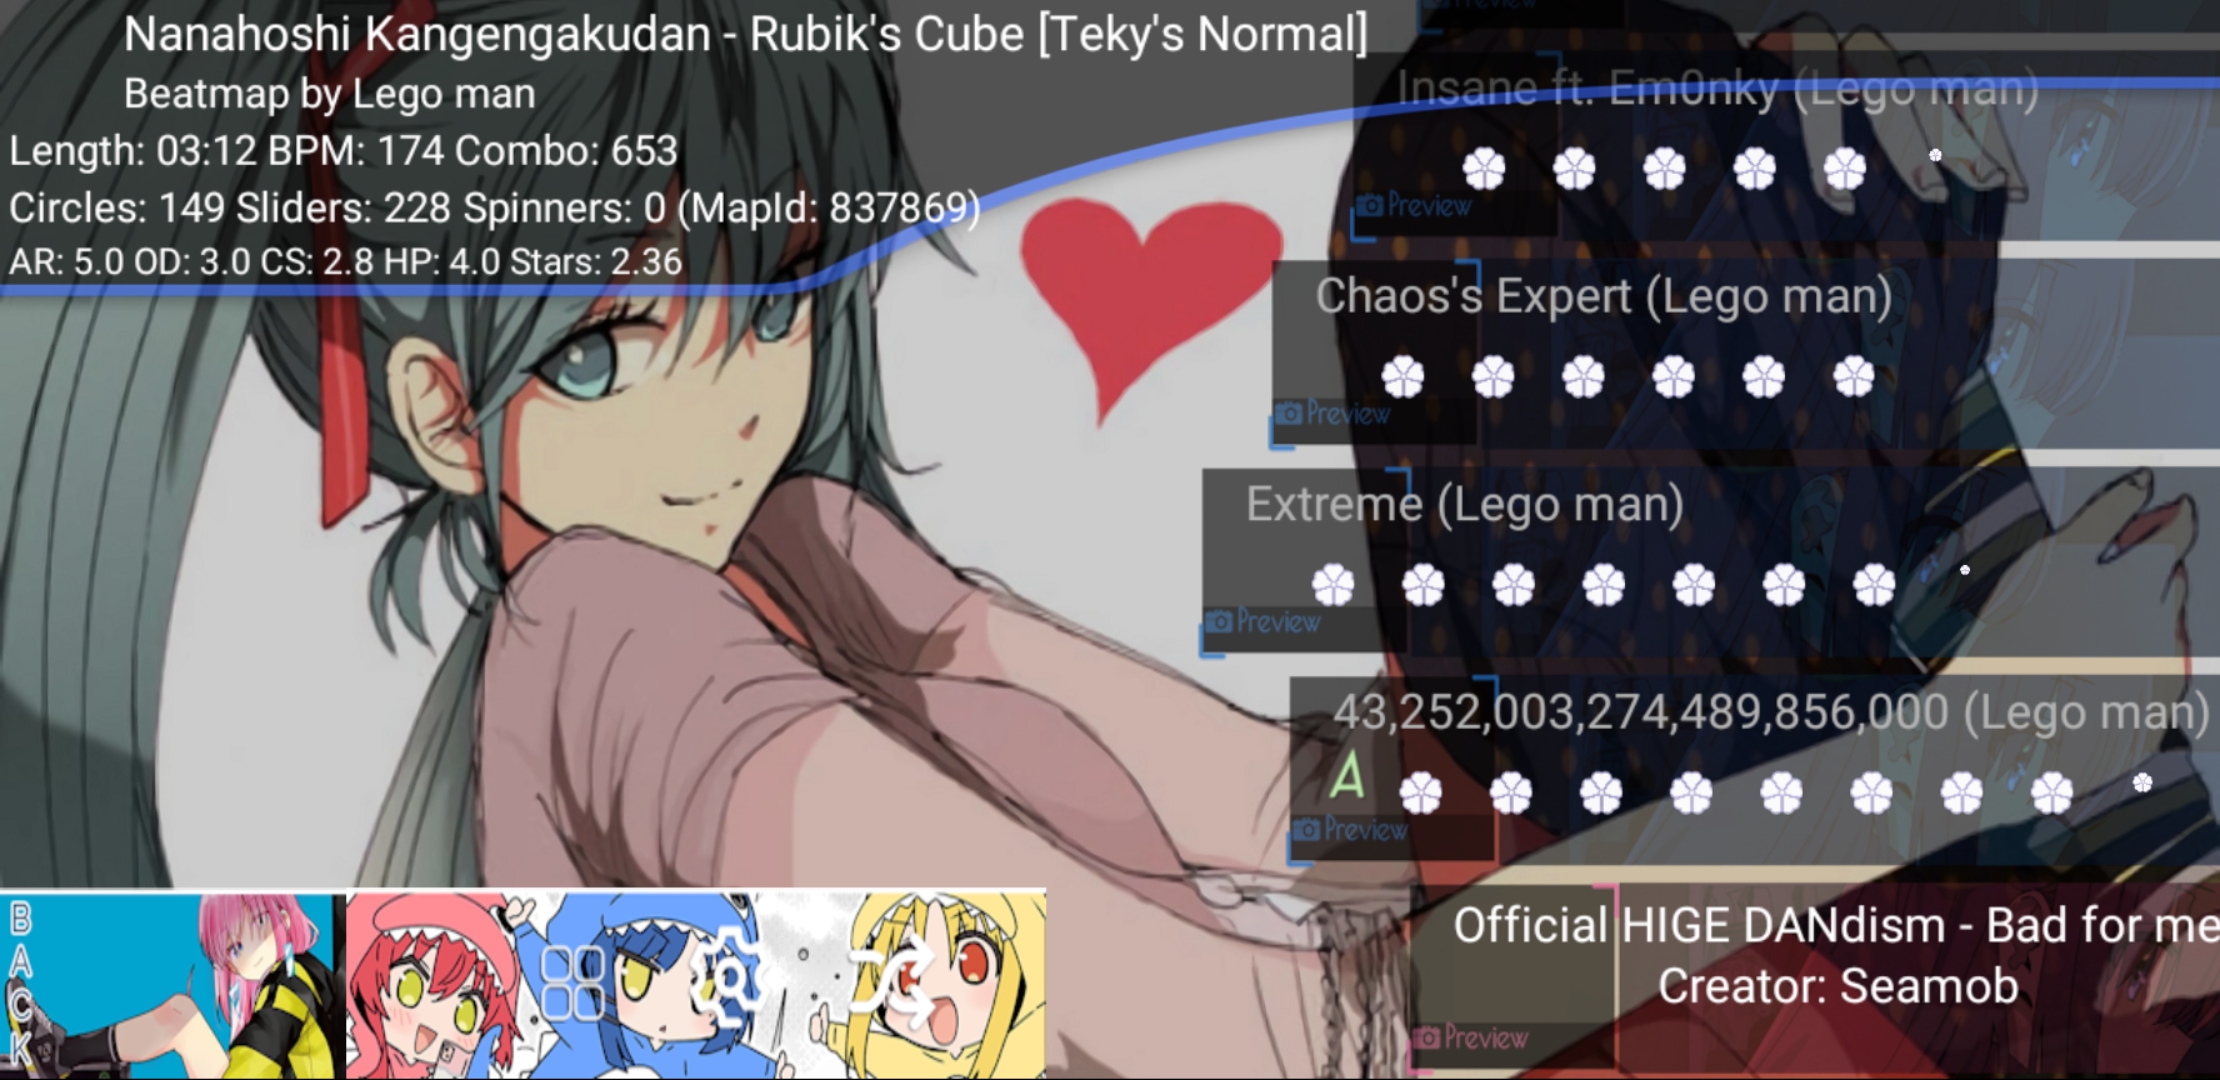 Nanahoshi Kangengakudan - Rubik's Cube [Teky's Normal]
Beatmap by Lego man
Length: 03:12 BPM: 174 Combo: 653
Circles: 149 Sliders: 228 Spinners: 0 (MapId: 837869)
AR: 5.0 OD: 3.0 CS: 2.8 HP: 4.0 Stars: 2.36
Preview
Insane ft. Em0nky (Lego man)
Preview
Chaos's Expert (Lego man)
Preview
Extreme (Lego man)
Preview
43,252,003,274,489,856,000 (Lego man)
A
Preview
Official HIGE DANdism - Bad for me
Creator: Seamob
Preview
BACK